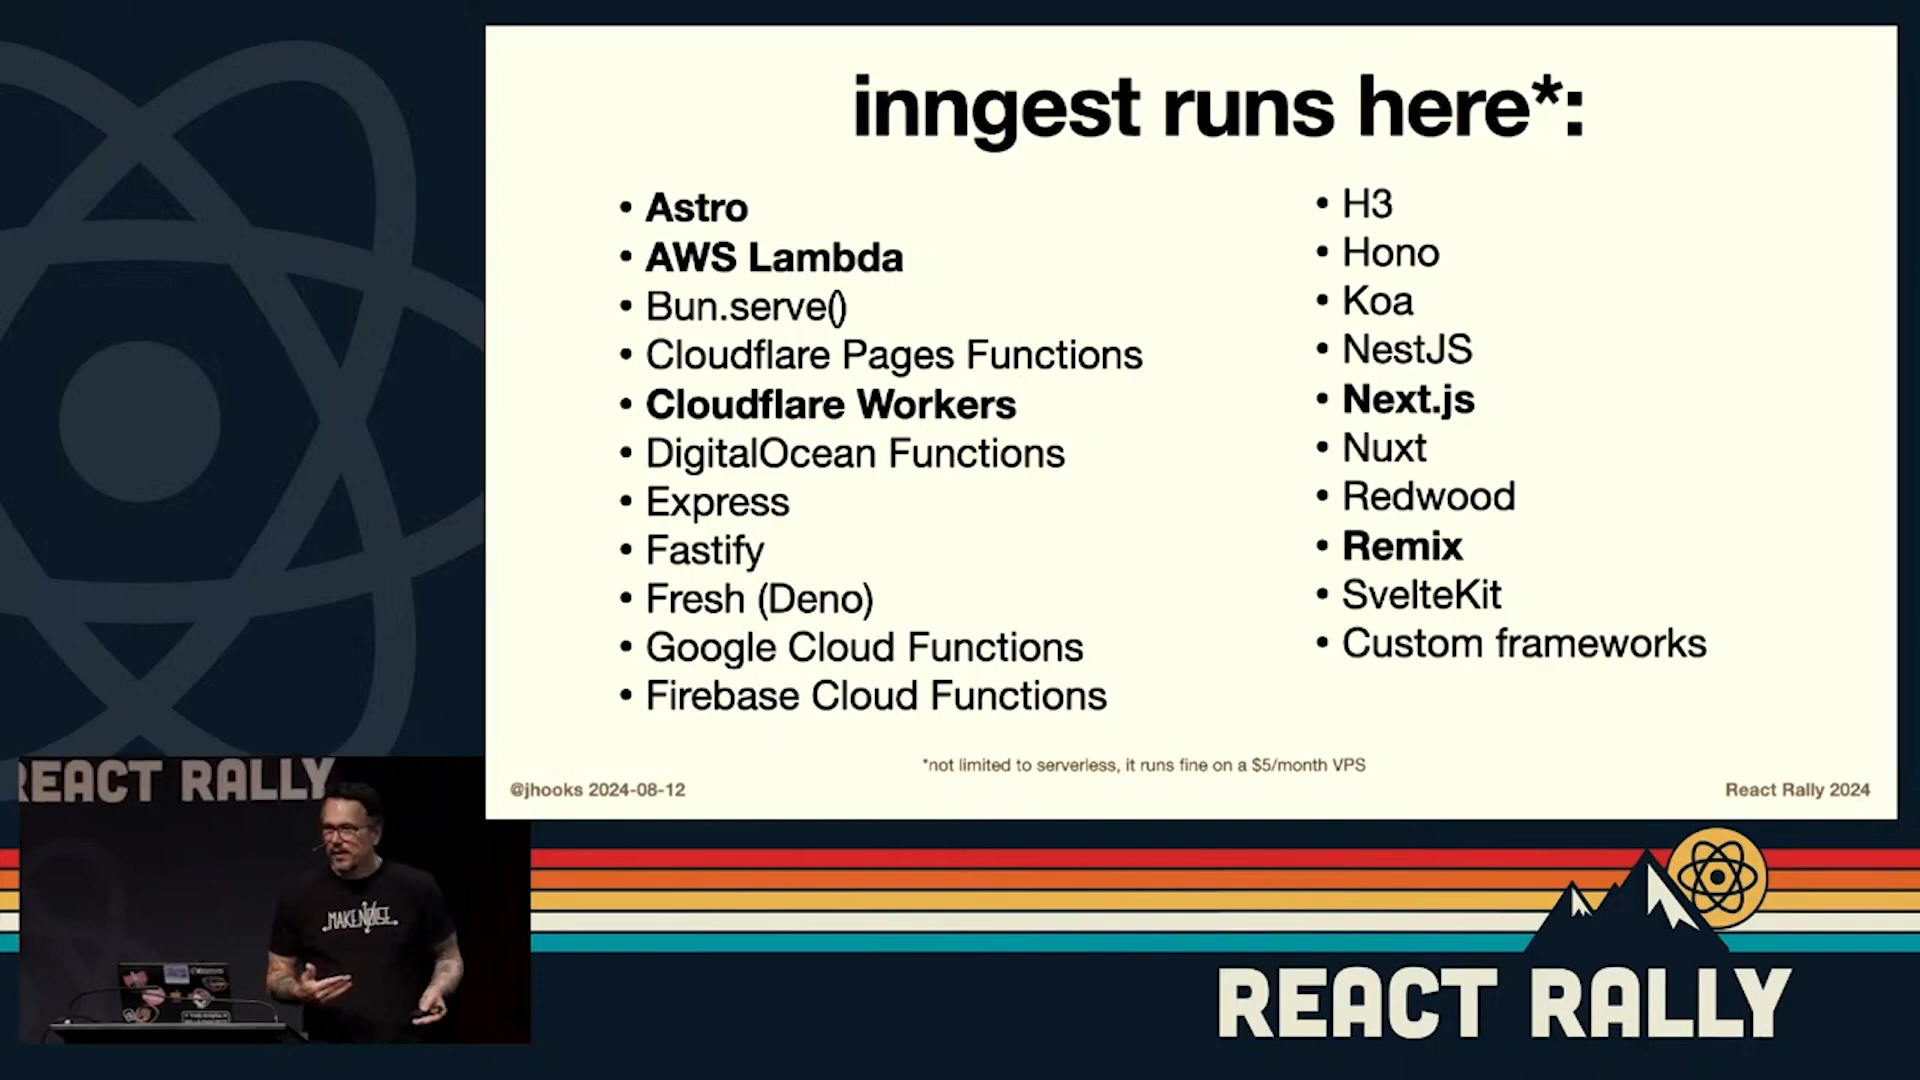 inngest runs here*:
• Astro
• AWS Lambda
• Bun.serve()
• Cloudflare Pages Functions
• Cloudflare Workers
• DigitalOcean Functions
• Express
• Fastify
• Fresh (Deno)
• Google Cloud Functions
• Firebase Cloud Functions
• H3
• Hono
• Koa
• NestJS
• Next.js
• Nuxt
• Redwood
• Remix
• SvelteKit
• Custom frameworks
*not limited to serverless, it runs fine on a $5/month VPS
@jhooks 2024-08-12
React Rally 2024
REACT RALLY
MAKENOISE
REACT RALLY